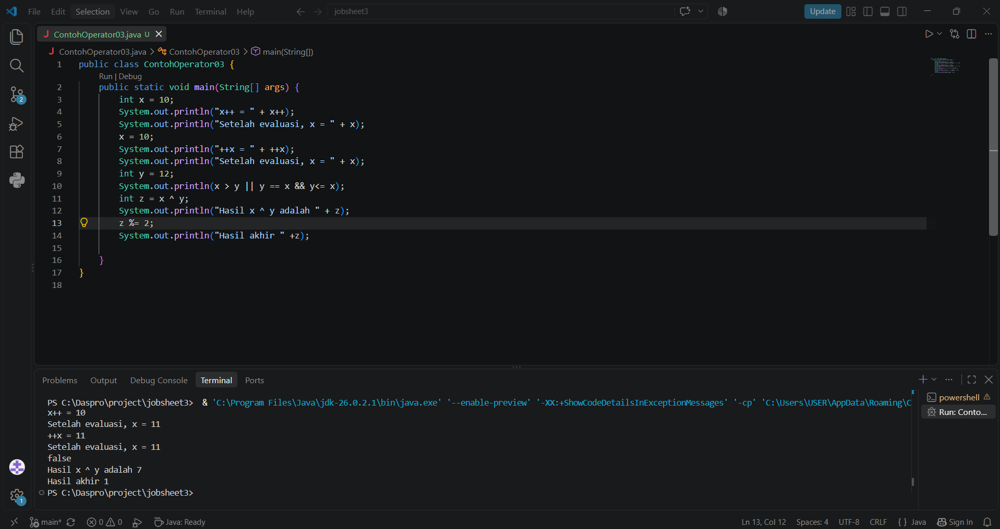 File Edit Selection View Go Run Terminal Help
jobsheet3
Update
J ContohOperator03.java U
J ContohOperator03.java > ContohOperator03 > main(String[])
1 public class ContohOperator03 {
Run | Debug
2 public static void main(String[] args) {
3 int x = 10;
4 System.out.println("x++ = " + x++);
5 System.out.println("Setelah evaluasi, x = " + x);
6 x = 10;
7 System.out.println("++x = " + ++x);
8 System.out.println("Setelah evaluasi, x = " + x);
9 int y = 12;
10 System.out.println(x > y || y == x && y<= x);
11 int z = x ^ y;
12 System.out.println("Hasil x ^ y adalah " + z);
13 z %= 2;
14 System.out.println("Hasil akhir " +z);
15
16 }
17 }
18
2
Problems Output Debug Console Terminal Ports
PS C:\Daspro\project\jobsheet3> & 'C:\Program Files\Java\jdk-26.0.2.1\bin\java.exe' '--enable-preview' '-XX:+ShowCodeDetailsInExceptionMessages' '-cp' 'C:\Users\USER\AppData\Roaming\C
x++ = 10
Setelah evaluasi, x = 11
++x = 11
Setelah evaluasi, x = 11
false
Hasil x ^ y adalah 7
Hasil akhir 1
PS C:\Daspro\project\jobsheet3>
powershell
Run: Conto...
1
main* 0 0 Java: Ready
Ln 13, Col 12 Spaces: 4 UTF-8 CRLF {} Java Sign In